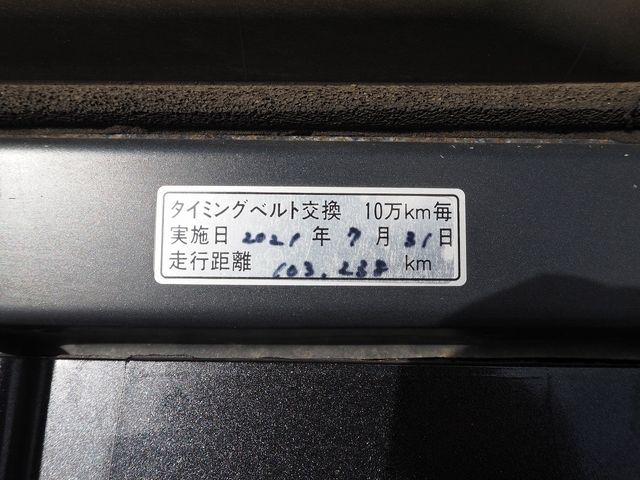 タイミングベルト交換 10万km毎
実施日 2021 年 7 月 31 日
走行距離 103,288 km